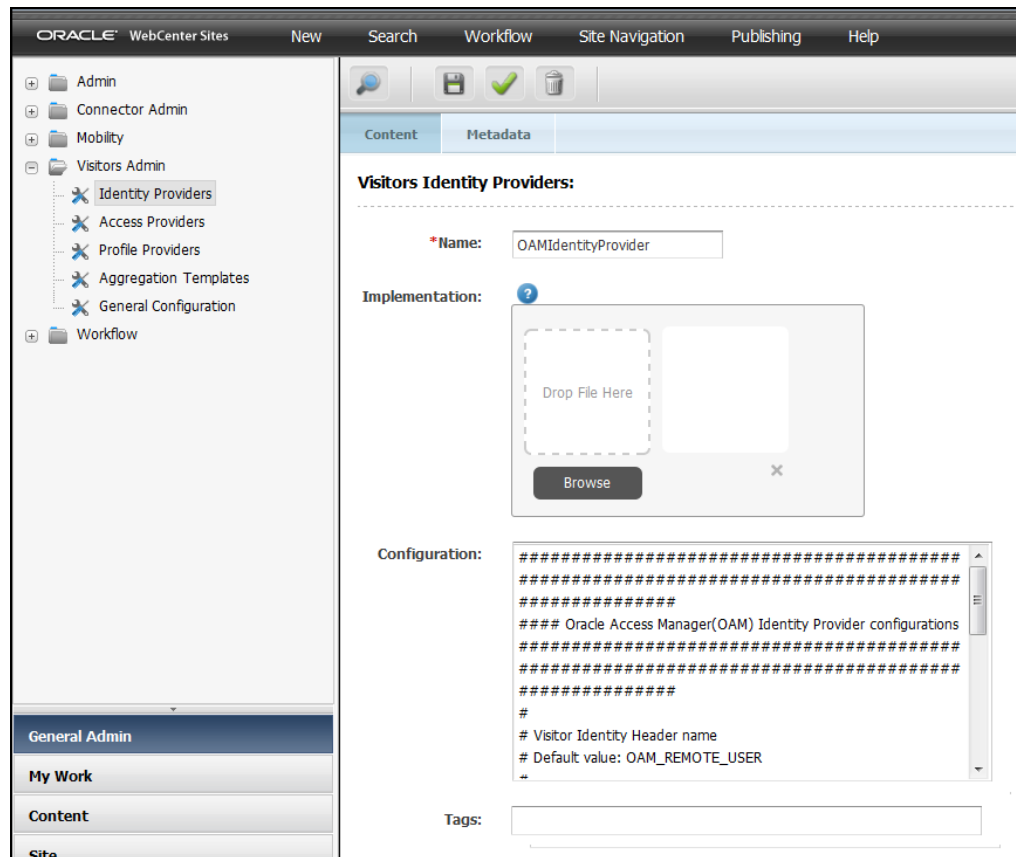 ORACLE WebCenter Sites New Search Workflow Site Navigation Publishing Help
Admin
Connector Admin
Mobility
Visitors Admin
Identity Providers
Access Providers
Profile Providers
Aggregation Templates
General Configuration
Workflow
General Admin
My Work
Content
Site
Content Metadata
Visitors Identity Providers:
*Name: OAMIdentityProvider
Implementation: ?
Drop File Here
Browse
Configuration:
##########################################
##########################################
###############
#### Oracle Access Manager(OAM) Identity Provider configurations
##########################################
##########################################
###############
#
# Visitor Identity Header name
# Default value: OAM_REMOTE_USER
#
Tags: